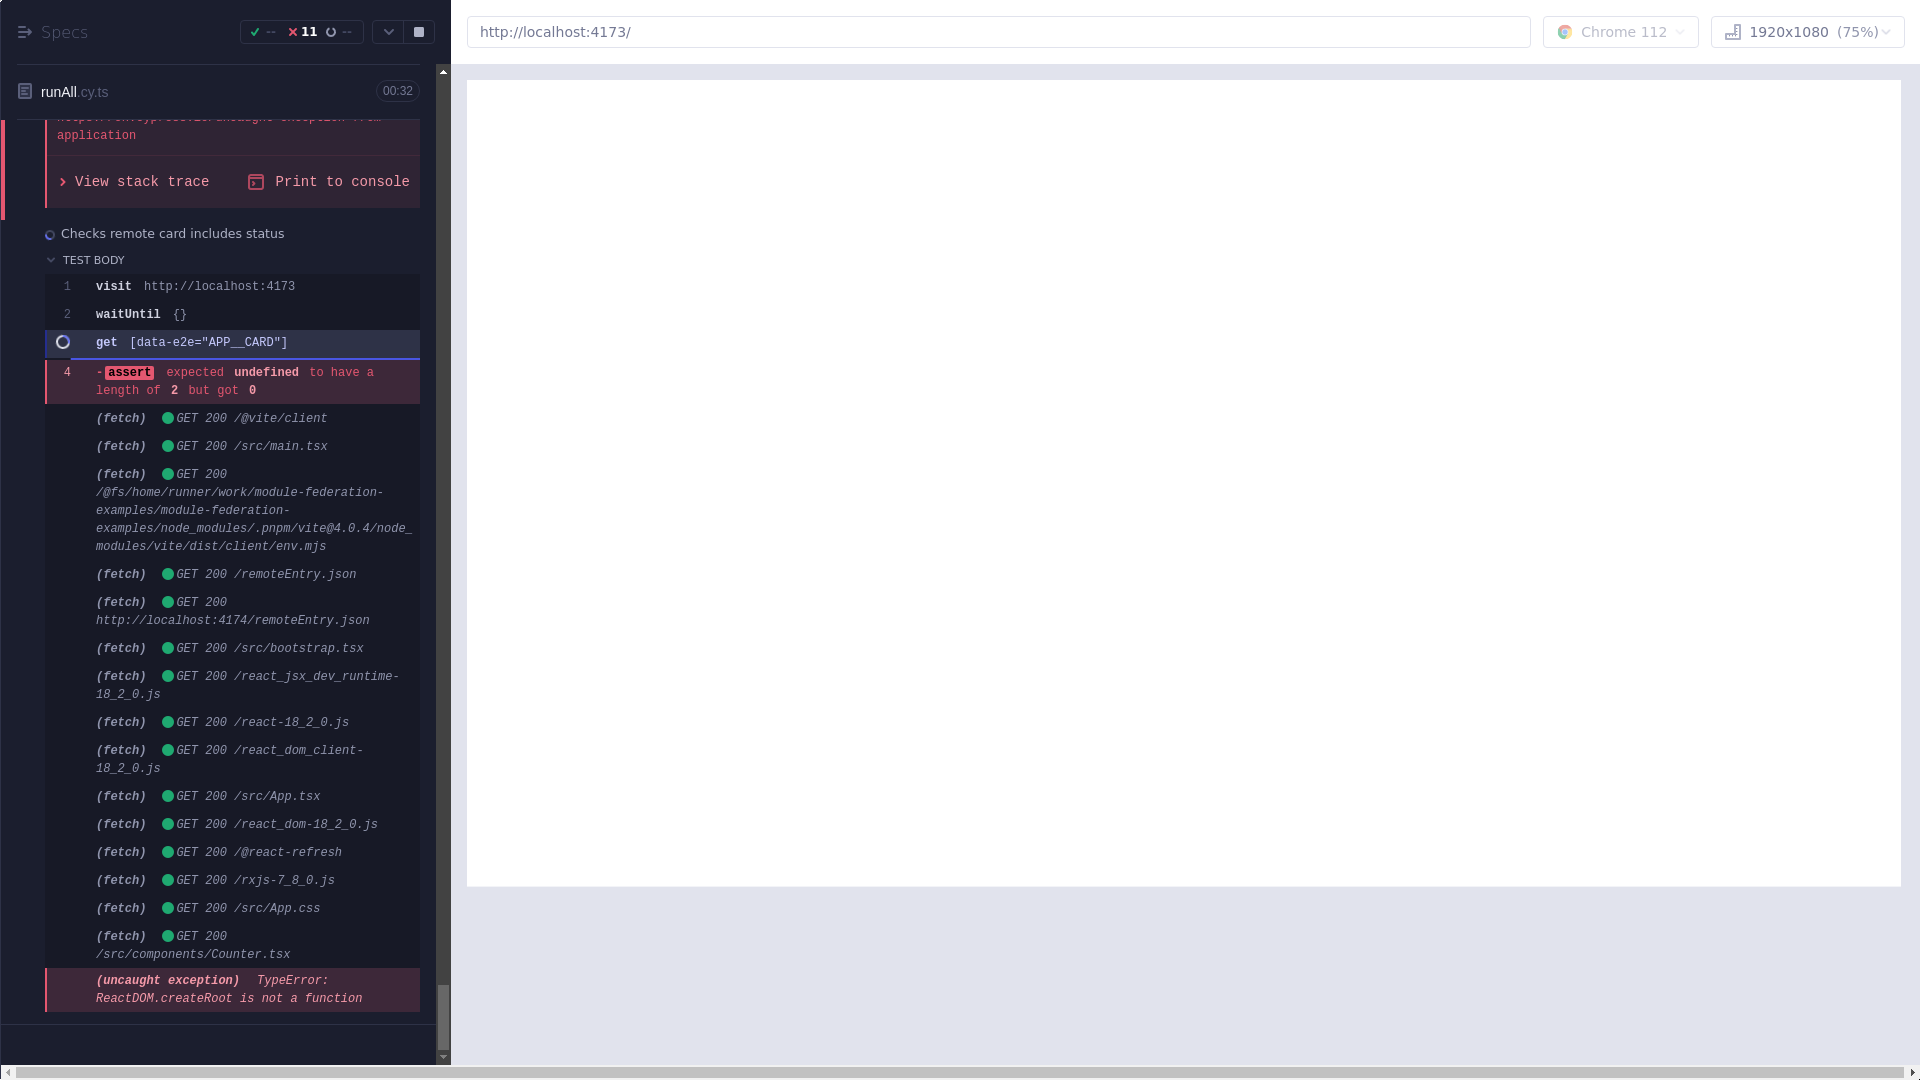 Specs
-- 11 --
http://localhost:4173/
Chrome 112
1920x1080 (75%)
runAll.cy.ts
00:32
application
View stack trace
Print to console
Checks remote card includes status
TEST BODY
1 visit http://localhost:4173
2 waitUntil {}
get [data-e2e="APP__CARD"]
4 -assert expected undefined to have a
length of 2 but got 0
(fetch) GET 200 /@vite/client
(fetch) GET 200 /src/main.tsx
(fetch) GET 200
/@fs/home/runner/work/module-federation-
examples/module-federation-
examples/node_modules/.pnpm/vite@4.0.4/node_
modules/vite/dist/client/env.mjs
(fetch) GET 200 /remoteEntry.json
(fetch) GET 200
http://localhost:4174/remoteEntry.json
(fetch) GET 200 /src/bootstrap.tsx
(fetch) GET 200 /react_jsx_dev_runtime-
18_2_0.js
(fetch) GET 200 /react-18_2_0.js
(fetch) GET 200 /react_dom_client-
18_2_0.js
(fetch) GET 200 /src/App.tsx
(fetch) GET 200 /react_dom-18_2_0.js
(fetch) GET 200 /@react-refresh
(fetch) GET 200 /rxjs-7_8_0.js
(fetch) GET 200 /src/App.css
(fetch) GET 200
/src/components/Counter.tsx
(uncaught exception) TypeError:
ReactDOM.createRoot is not a function